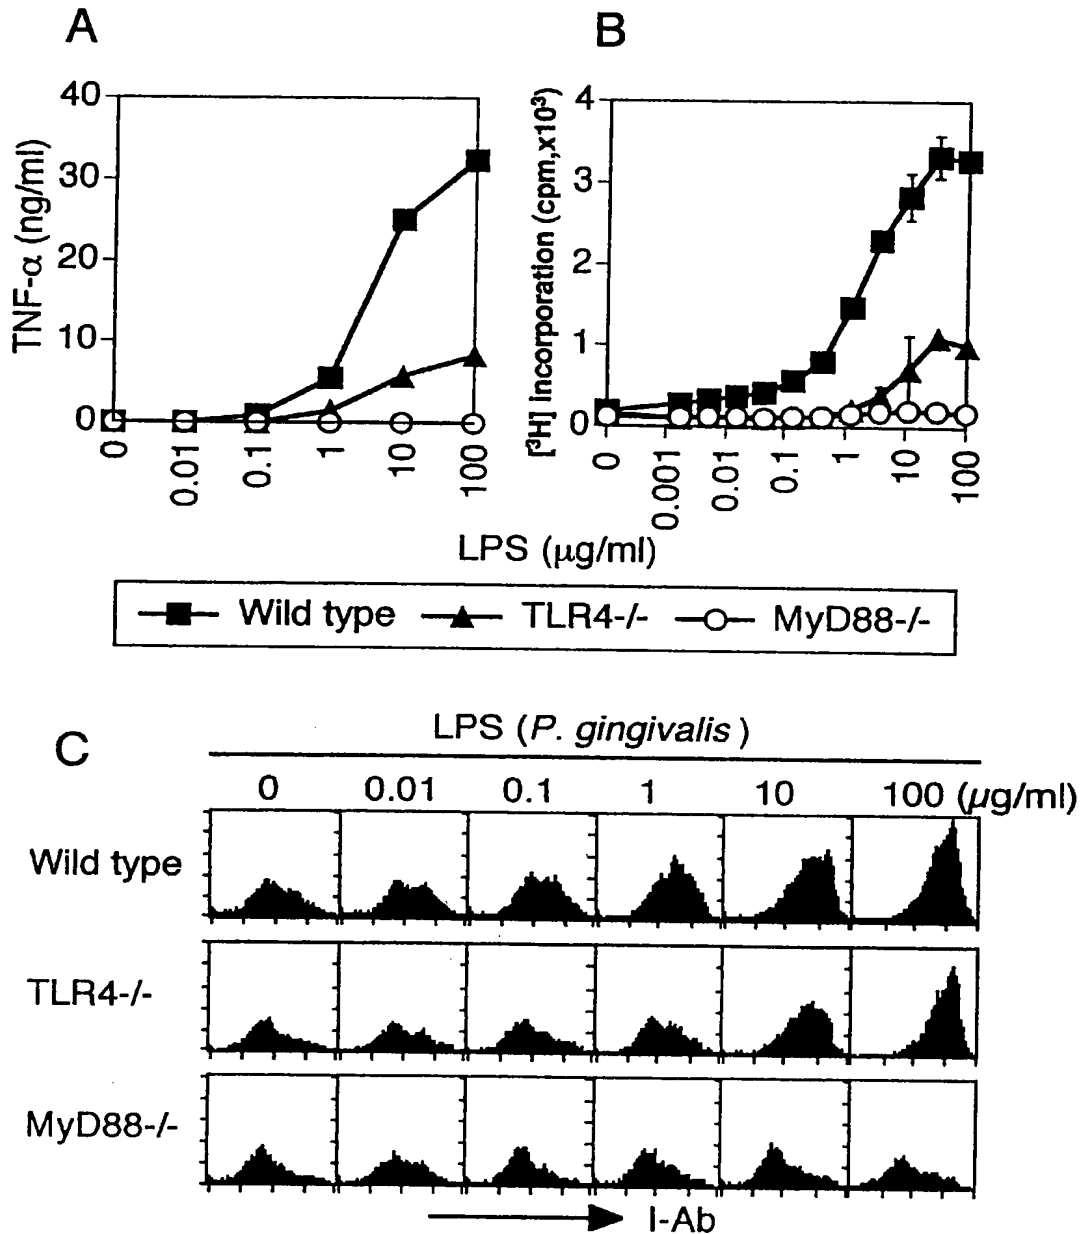 A
B
TNF-α (ng/ml)
40
30
20
10
0
0 0.01 0.1 1 10 100
[³H] incorporation (cpm,x10³)
4
3
2
1
0
0 0.001 0.01 0.1 1 10 100
LPS (μg/ml)
Wild type TLR4-/- MyD88-/-
C
LPS (P. gingivalis)
0 0.01 0.1 1 10 100 (μg/ml)
Wild type
TLR4-/-
MyD88-/-
I-Ab